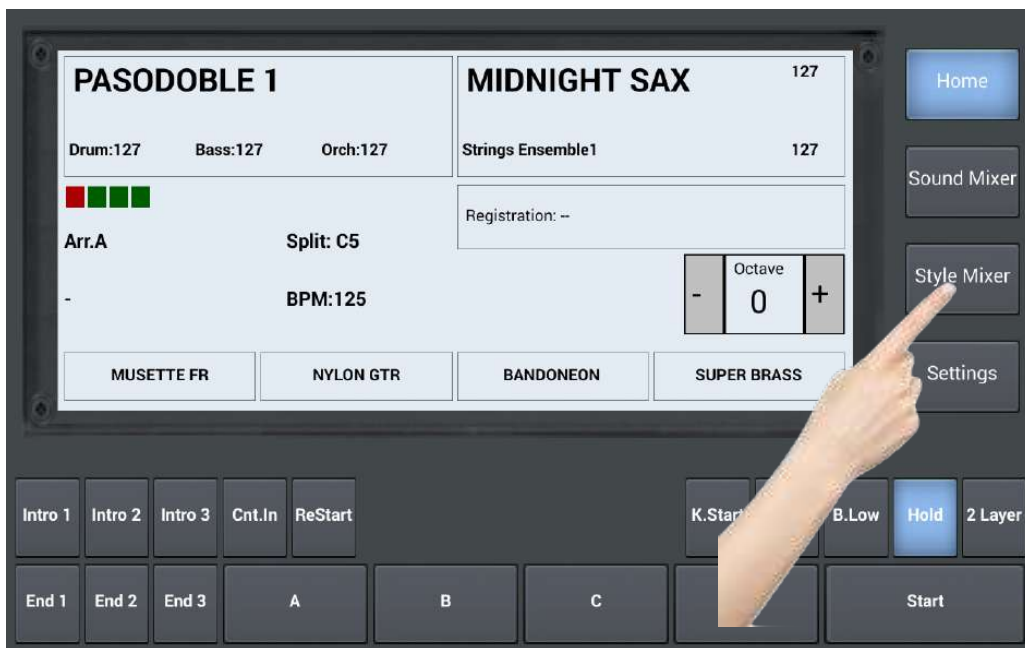 PASODOBLE 1
Drum:127 Bass:127 Orch:127
MIDNIGHT SAX 127
Strings Ensemble1 127
Arr.A Split: C5
- BPM:125
Registration: --
Octave
- 0 +
MUSETTE FR NYLON GTR BANDONEON SUPER BRASS
Home
Sound Mixer
Style Mixer
Settings
Intro 1 Intro 2 Intro 3 Cnt.In ReStart B.Low Hold 2 Layer
End 1 End 2 End 3 A B C Start